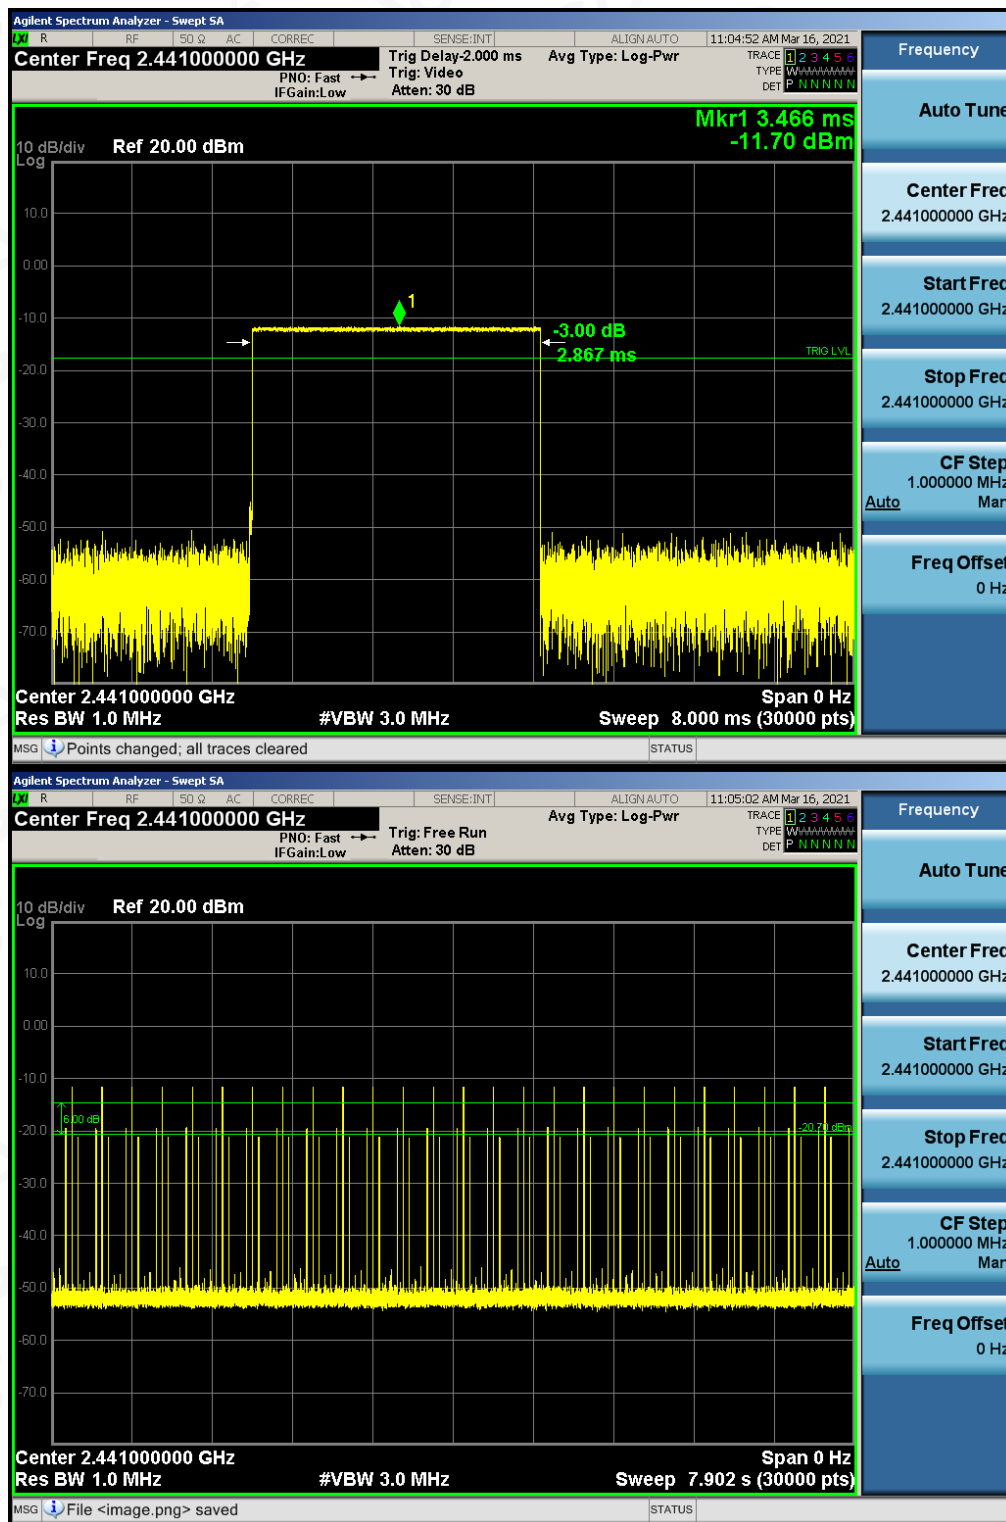 Agilent Spectrum Analyzer - Swept SA
LXI R RF 50 Ω AC CORREC SENSE:INT ALIGN AUTO 11:04:52 AM Mar 16, 2021
Center Freq 2.441000000 GHz
PNO: Fast
IFGain:Low
Trig Delay-2.000 ms
Trig: Video
Atten: 30 dB
Avg Type: Log-Pwr
TRACE 1 2 3 4 5 6
TYPE WWWWWW
DET P N N N N N
Mkr1 3.466 ms
-11.70 dBm
10 dB/div Ref 20.00 dBm
Log
10.0
0.00
-10.0
-20.0
-30.0
-40.0
-50.0
-60.0
-70.0
1
-3.00 dB
2.867 ms
TRIG LVL
Center 2.441000000 GHz Span 0 Hz
Res BW 1.0 MHz #VBW 3.0 MHz Sweep 8.000 ms (30000 pts)
MSG Points changed; all traces cleared STATUS
Frequency
Auto Tune
Center Freq
2.441000000 GHz
Start Freq
2.441000000 GHz
Stop Freq
2.441000000 GHz
CF Step
1.000000 MHz
Auto Man
Freq Offset
0 Hz
Agilent Spectrum Analyzer - Swept SA
LXI R RF 50 Ω AC CORREC SENSE:INT ALIGN AUTO 11:05:02 AM Mar 16, 2021
Center Freq 2.441000000 GHz
PNO: Fast
IFGain:Low
Trig: Free Run
Atten: 30 dB
Avg Type: Log-Pwr
TRACE 1 2 3 4 5 6
TYPE WWWWWW
DET P N N N N N
10 dB/div Ref 20.00 dBm
Log
10.0
0.00
-10.0
-20.0
-30.0
-40.0
-50.0
-60.0
-70.0
6.00 dB
-20.70 dBm
Center 2.441000000 GHz Span 0 Hz
Res BW 1.0 MHz #VBW 3.0 MHz Sweep 7.902 s (30000 pts)
MSG File <image.png> saved STATUS
Frequency
Auto Tune
Center Freq
2.441000000 GHz
Start Freq
2.441000000 GHz
Stop Freq
2.441000000 GHz
CF Step
1.000000 MHz
Auto Man
Freq Offset
0 Hz